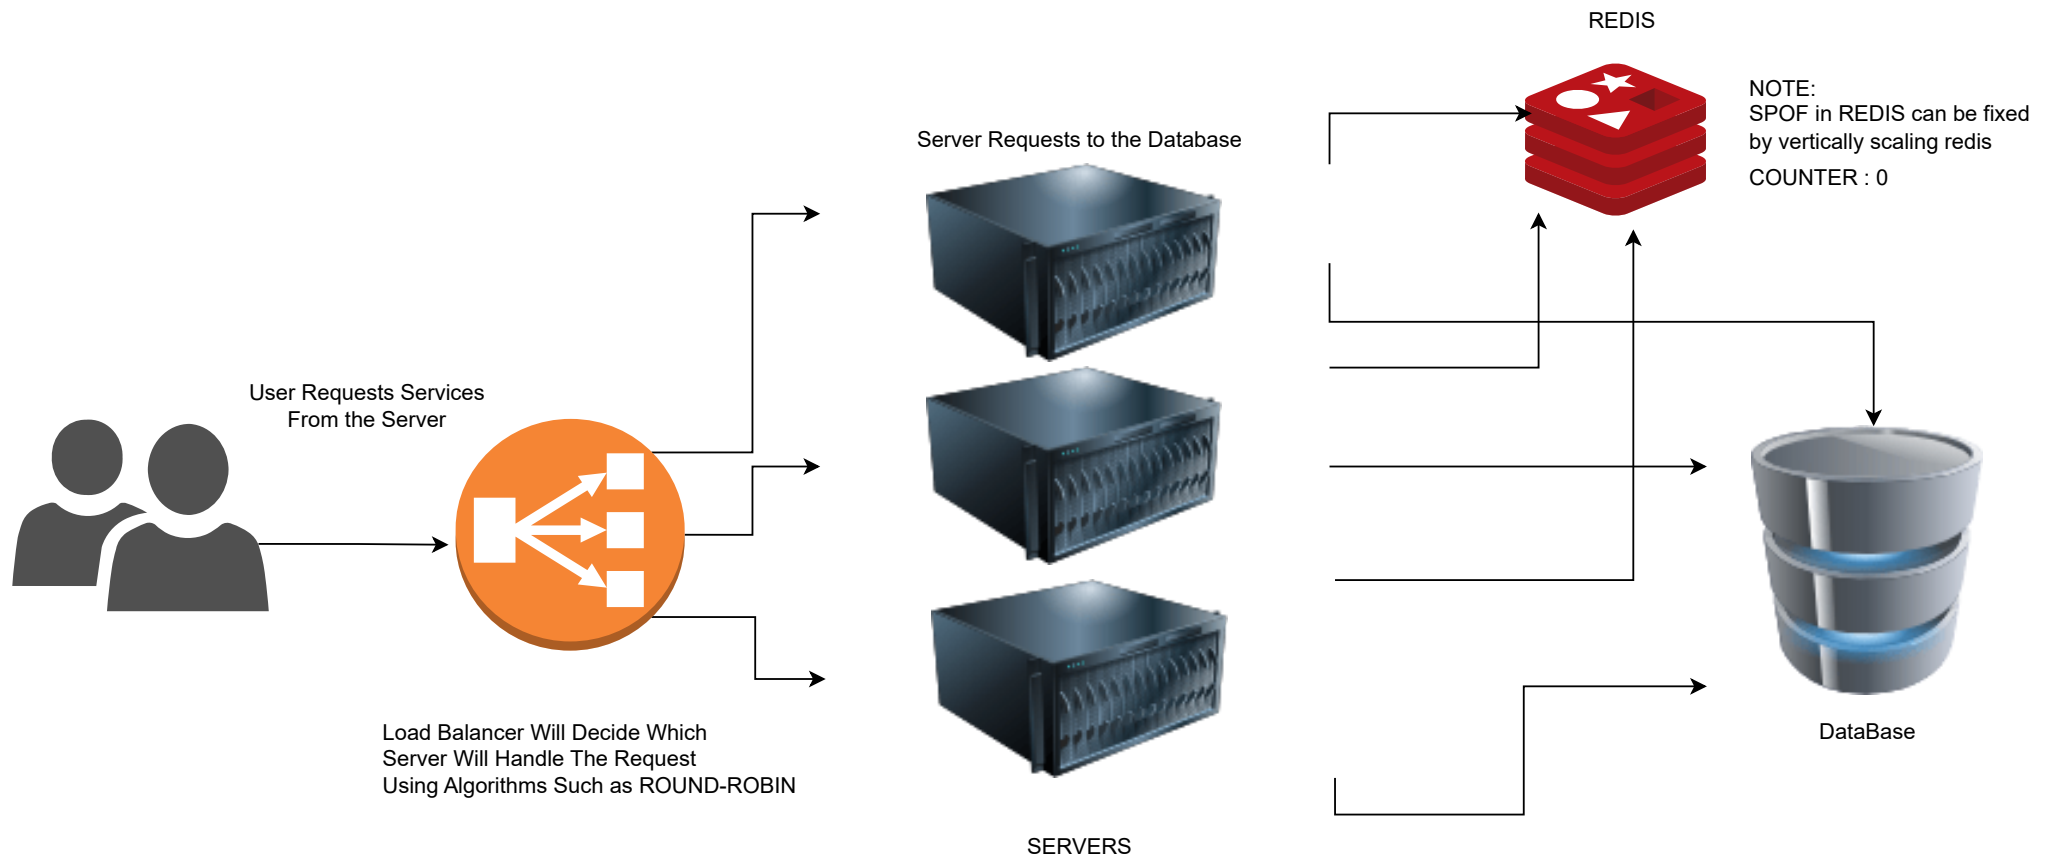 REDIS
NOTE:
SPOF in REDIS can be fixed
by vertically scaling redis
COUNTER : 0
Server Requests to the Database
User Requests Services
From the Server
Load Balancer Will Decide Which
Server Will Handle The Request
Using Algorithms Such as ROUND-ROBIN
DataBase
SERVERS